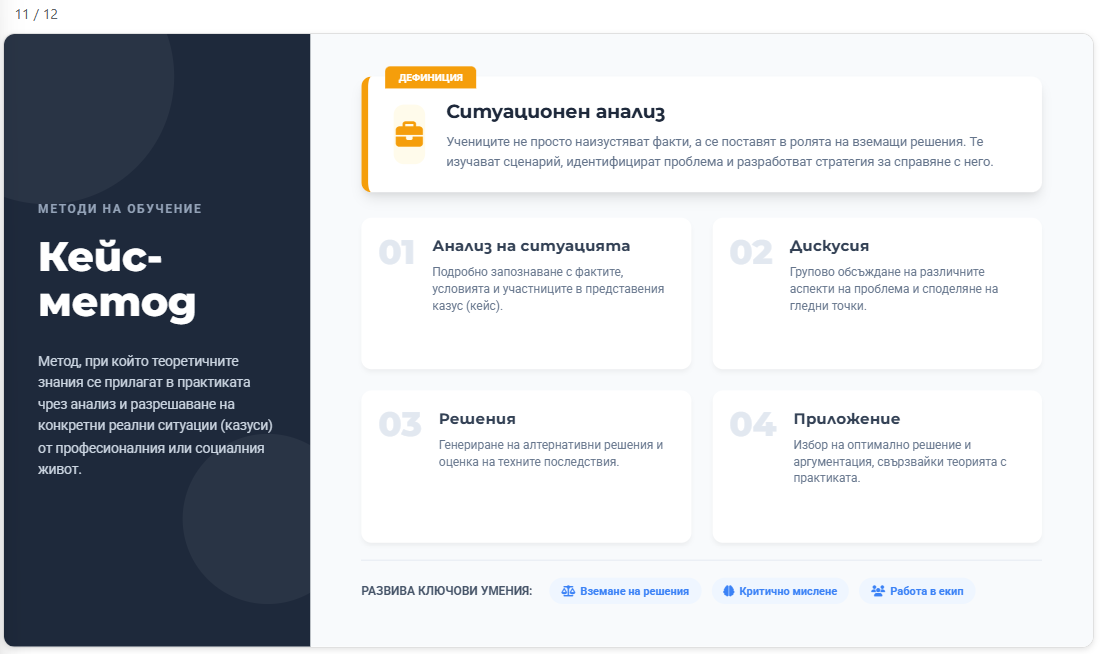 11 / 12
МЕТОДИ НА ОБУЧЕНИЕ
Кейс-
метод
Метод, при който теоретичните
знания се прилагат в практиката
чрез анализ и разрешаване на
конкретни реални ситуации (казуси)
от професионалния или социалния
живот.
ДЕФИНИЦИЯ
Ситуационен анализ
Учениците не просто наизустяват факти, а се поставят в ролята на вземащи решения. Те
изучават сценарий, идентифицират проблема и разработват стратегия за справяне с него.
01 Анализ на ситуацията
Подробно запознаване с фактите,
условията и участниците в представения
казус (кейс).
02 Дискусия
Групово обсъждане на различните
аспекти на проблема и споделяне на
гледни точки.
03 Решения
Генериране на алтернативни решения и
оценка на техните последствия.
04 Приложение
Избор на оптимално решение и
аргументация, свързвайки теорията с
практиката.
РАЗВИВА КЛЮЧОВИ УМЕНИЯ: Вземане на решения Критично мислене Работа в екип